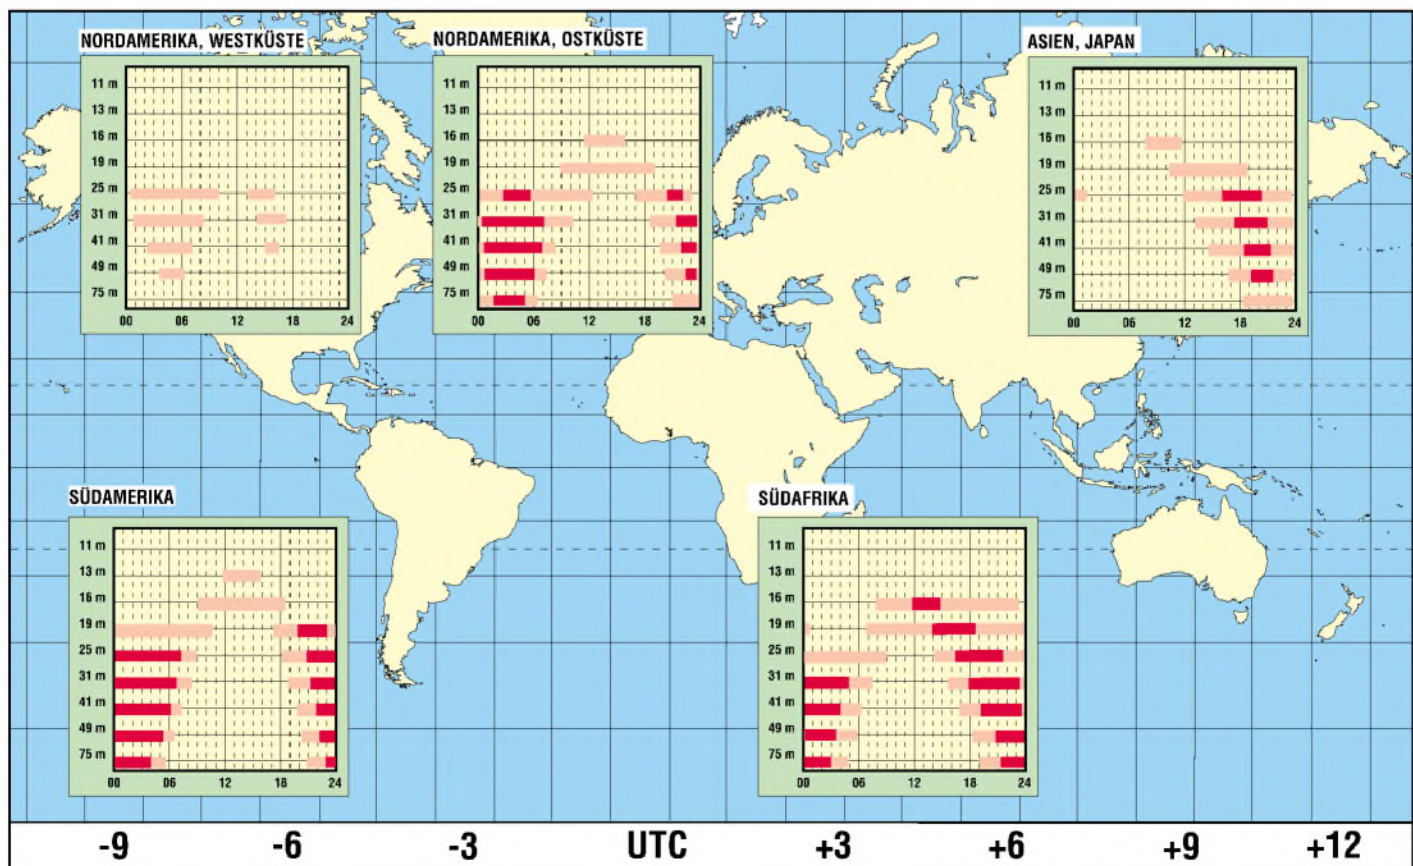 NORDAMERIKA, WESTKÜSTE
11 m
13 m
16 m
19 m
25 m
31 m
41 m
49 m
75 m
00 06 12 18 24
NORDAMERIKA, OSTKÜSTE
11 m
13 m
16 m
19 m
25 m
31 m
41 m
49 m
75 m
00 06 12 18 24
ASIEN, JAPAN
11 m
13 m
16 m
19 m
25 m
31 m
41 m
49 m
75 m
00 06 12 18 24
SÜDAMERIKA
11 m
13 m
16 m
19 m
25 m
31 m
41 m
49 m
75 m
00 06 12 18 24
SÜDAFRIKA
11 m
13 m
16 m
19 m
25 m
31 m
41 m
49 m
75 m
00 06 12 18 24
-9 -6 -3 UTC +3 +6 +9 +12